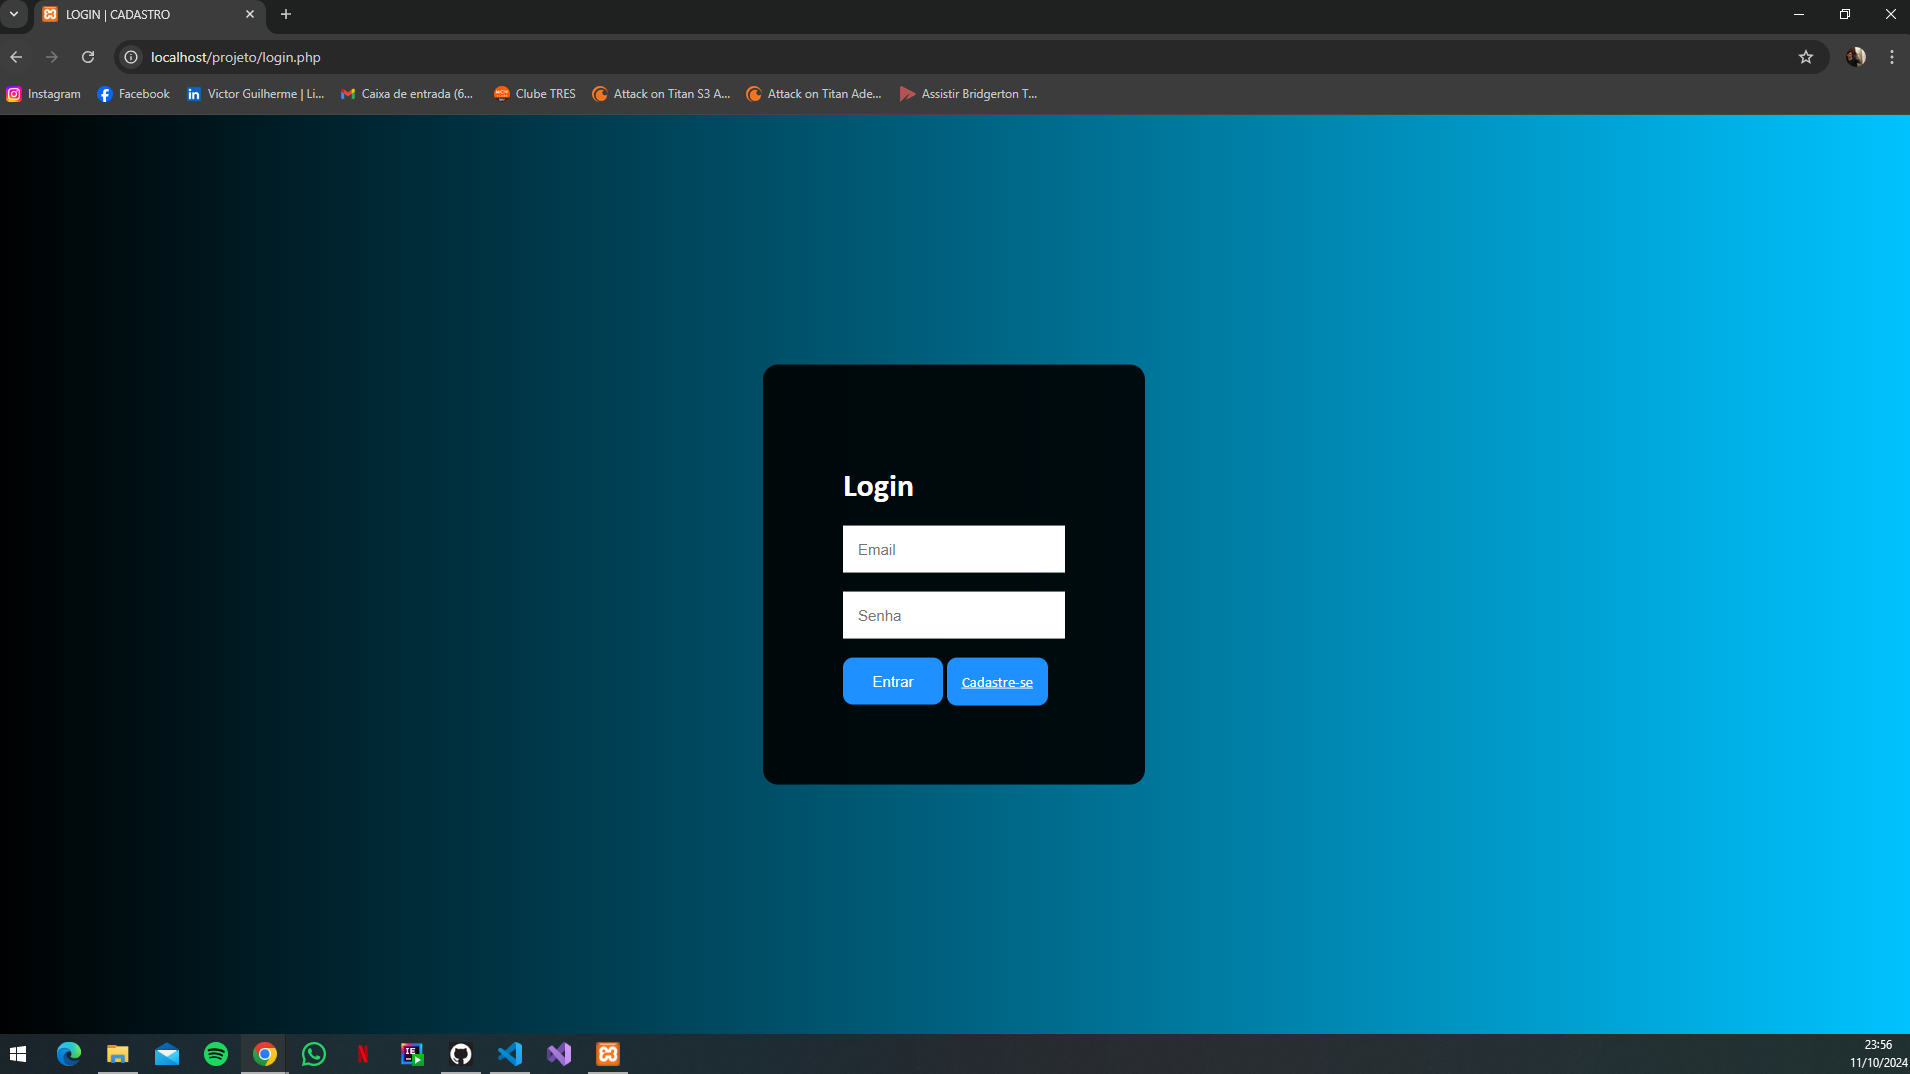 LOGIN | CADASTRO
localhost/projeto/login.php
Instagram
Facebook
Victor Guilherme | Li...
Caixa de entrada (6...
Clube TRES
Attack on Titan S3 A...
Attack on Titan Ade...
Assistir Bridgerton T...
Login
Email
Senha
Entrar
Cadastre-se
23:56
11/10/2024